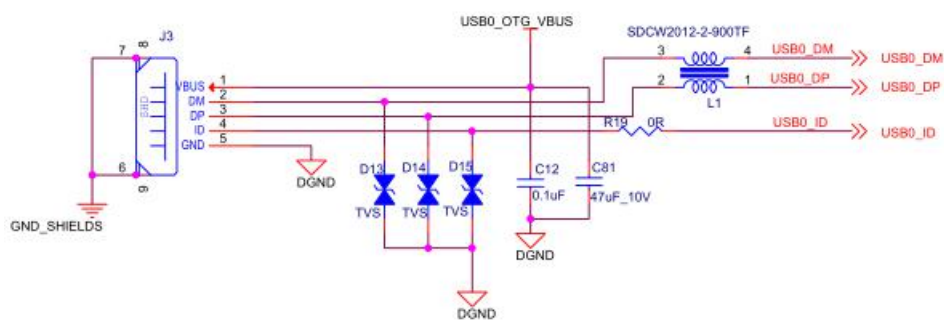 USB0_OTG_VBUS
SDCW2012-2-900TF
J3
7
8
3
4
USB0_DM
USB0_DM
VBUS
1
DM
2
2
1
USB0_DP
USB0_DP
DP
3
L1
SHD
ID
4
R19
0R
USB0_ID
USB0_ID
GND
5
6
9
DGND
D13
D14
D15
C12
C81
0.1uF
47uF_10V
TVS
TVS
TVS
GND_SHIELDS
DGND
DGND